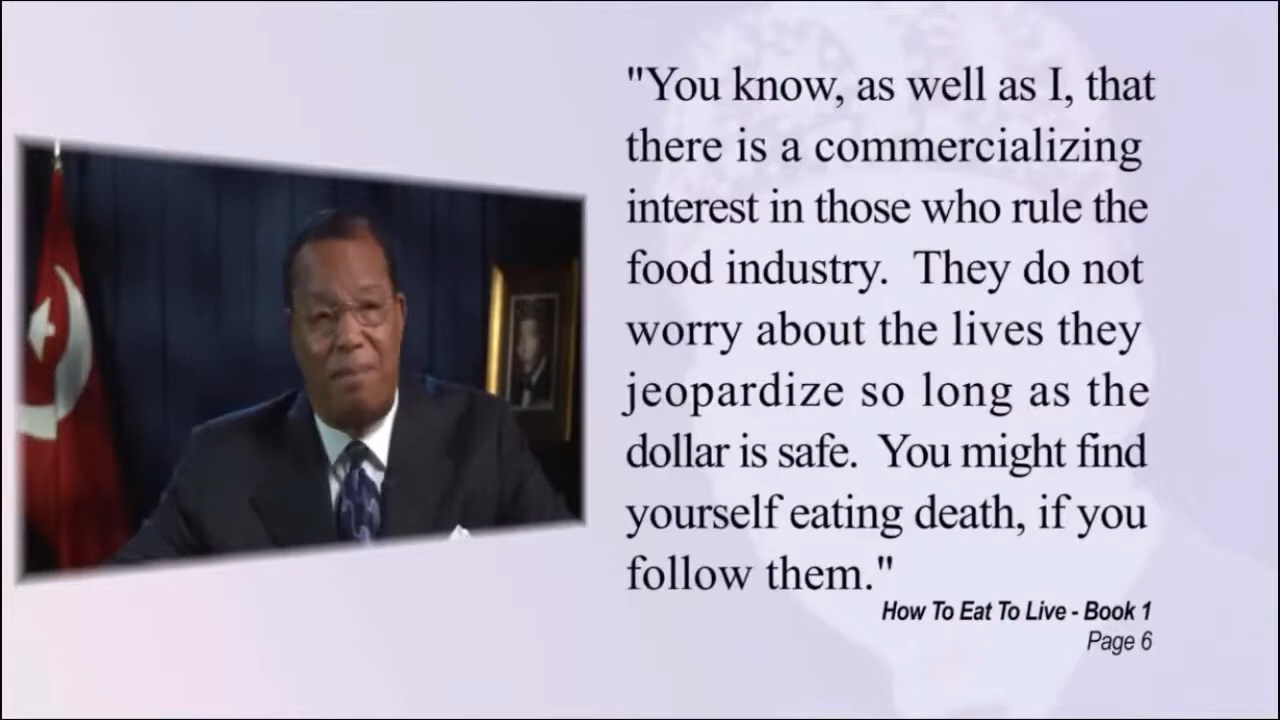 "You know, as well as I, that
there is a commercializing
interest in those who rule the
food industry.  They do not
worry about the lives they
jeopardize so long as the
dollar is safe.  You might find
yourself eating death, if you
follow them."
How To Eat To Live - Book 1
Page 6